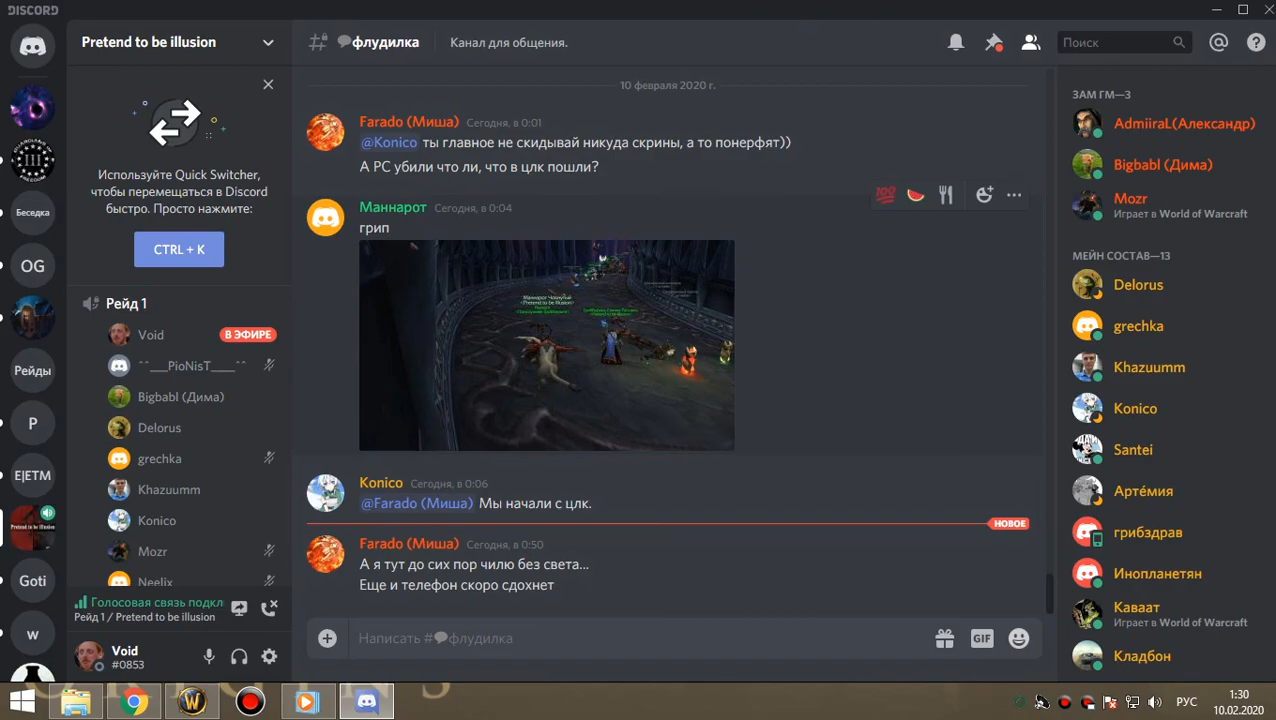 DISCORD
Pretend to be illusion
флудилка
Канал для общения.
Поиск
Используйте Quick Switcher,
чтобы перемещаться в Discord
быстро. Просто нажмите:
CTRL + K
Беседка
OG
Рейды
P
E|ETM
Pretend to be illusion
Goti
w
Рейд 1
Void
В ЭФИРЕ
^^___PioNisT____^^
Bigbabl (Дима)
Delorus
grechka
Khazuumm
Konico
Mozr
Neelix
Голосовая связь подкл
Рейд 1 / Pretend to be illusion
Void
#0853
10 февраля 2020 г.
Farado (Миша) Сегодня, в 0:01
@Konico ты главное не скидывай никуда скрины, а то понерфят))
А РС убили что ли, что в цлк пошли?
Маннарот Сегодня, в 0:04
грип
Konico Сегодня, в 0:06
@Farado (Миша) Мы начали с цлк.
НОВОЕ
Farado (Миша) Сегодня, в 0:50
А я тут до сих пор чилю без света...
Еще и телефон скоро сдохнет
Написать #флудилка
GIF
ЗАМ ГМ—3
AdmiiraL(Александр)
Bigbabl (Дима)
Mozr
Играет в World of Warcraft
МЕЙН СОСТАВ—13
Delorus
grechka
Khazuumm
Konico
Santei
Артéмия
грибздрав
Инопланетян
Каваат
Играет в World of Warcraft
Кладбон
РУС
1:30
10.02.2020